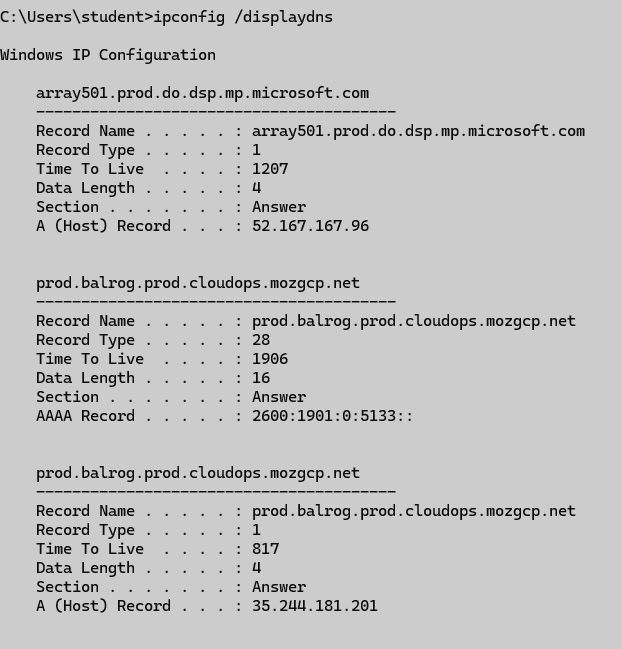 C:\Users\student>ipconfig /displaydns
Windows IP Configuration
array501.prod.do.dsp.mp.microsoft.com
----------------------------------------
Record Name . . . . . : array501.prod.do.dsp.mp.microsoft.com
Record Type . . . . . : 1
Time To Live  . . . . : 1207
Data Length . . . . . : 4
Section . . . . . . . : Answer
A (Host) Record . . . : 52.167.167.96
prod.balrog.prod.cloudops.mozgcp.net
----------------------------------------
Record Name . . . . . : prod.balrog.prod.cloudops.mozgcp.net
Record Type . . . . . : 28
Time To Live  . . . . : 1906
Data Length . . . . . : 16
Section . . . . . . . : Answer
AAAA Record . . . . . : 2600:1901:0:5133::
prod.balrog.prod.cloudops.mozgcp.net
----------------------------------------
Record Name . . . . . : prod.balrog.prod.cloudops.mozgcp.net
Record Type . . . . . : 1
Time To Live  . . . . : 817
Data Length . . . . . : 4
Section . . . . . . . : Answer
A (Host) Record . . . : 35.244.181.201